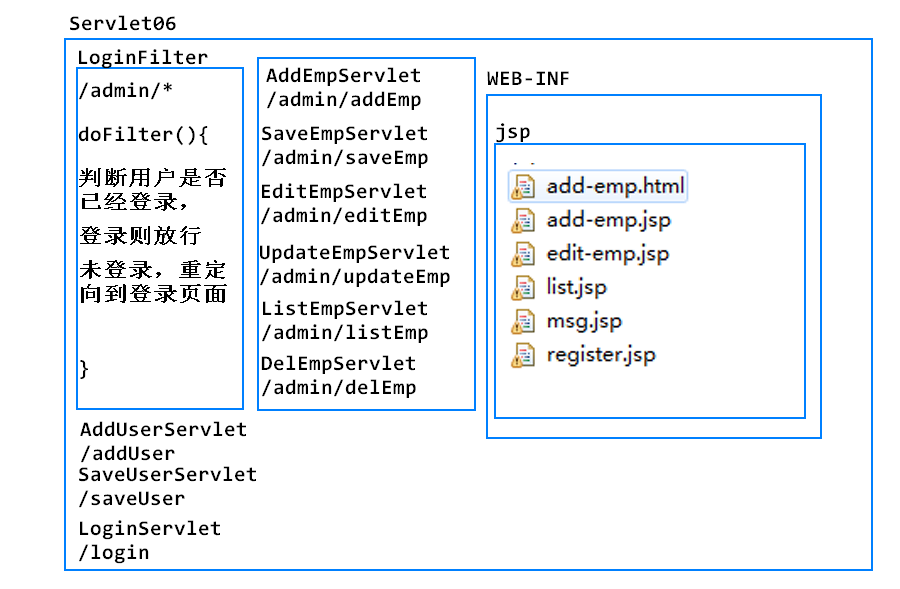 Servlet06
LoginFilter
/admin/*
doFilter(){
判断用户是否
已经登录，
登录则放行
未登录，重定
向到登录页面
}
AddEmpServlet
/admin/addEmp
SaveEmpServlet
/admin/saveEmp
EditEmpServlet
/admin/editEmp
UpdateEmpServlet
/admin/updateEmp
ListEmpServlet
/admin/listEmp
DelEmpServlet
/admin/delEmp
WEB-INF
jsp
add-emp.html
add-emp.jsp
edit-emp.jsp
list.jsp
msg.jsp
register.jsp
AddUserServlet
/addUser
SaveUserServlet
/saveUser
LoginServlet
/login